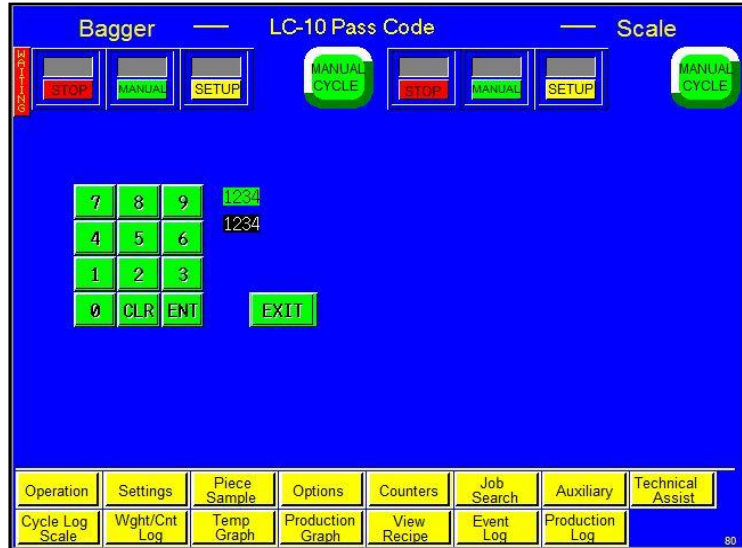 Bagger — LC-10 Pass Code — Scale
WAITING
STOP MANUAL SETUP
MANUAL
CYCLE
STOP MANUAL SETUP
MANUAL
CYCLE
7 8 9
1234
4 5 6
1234
1 2 3
0 CLR ENT
EXIT
Operation
Settings
Piece
Sample
Options
Counters
Job
Search
Auxiliary
Technical
Assist
Cycle Log
Scale
Wght/Cnt
Log
Temp
Graph
Production
Graph
View
Recipe
Event
Log
Production
Log
80